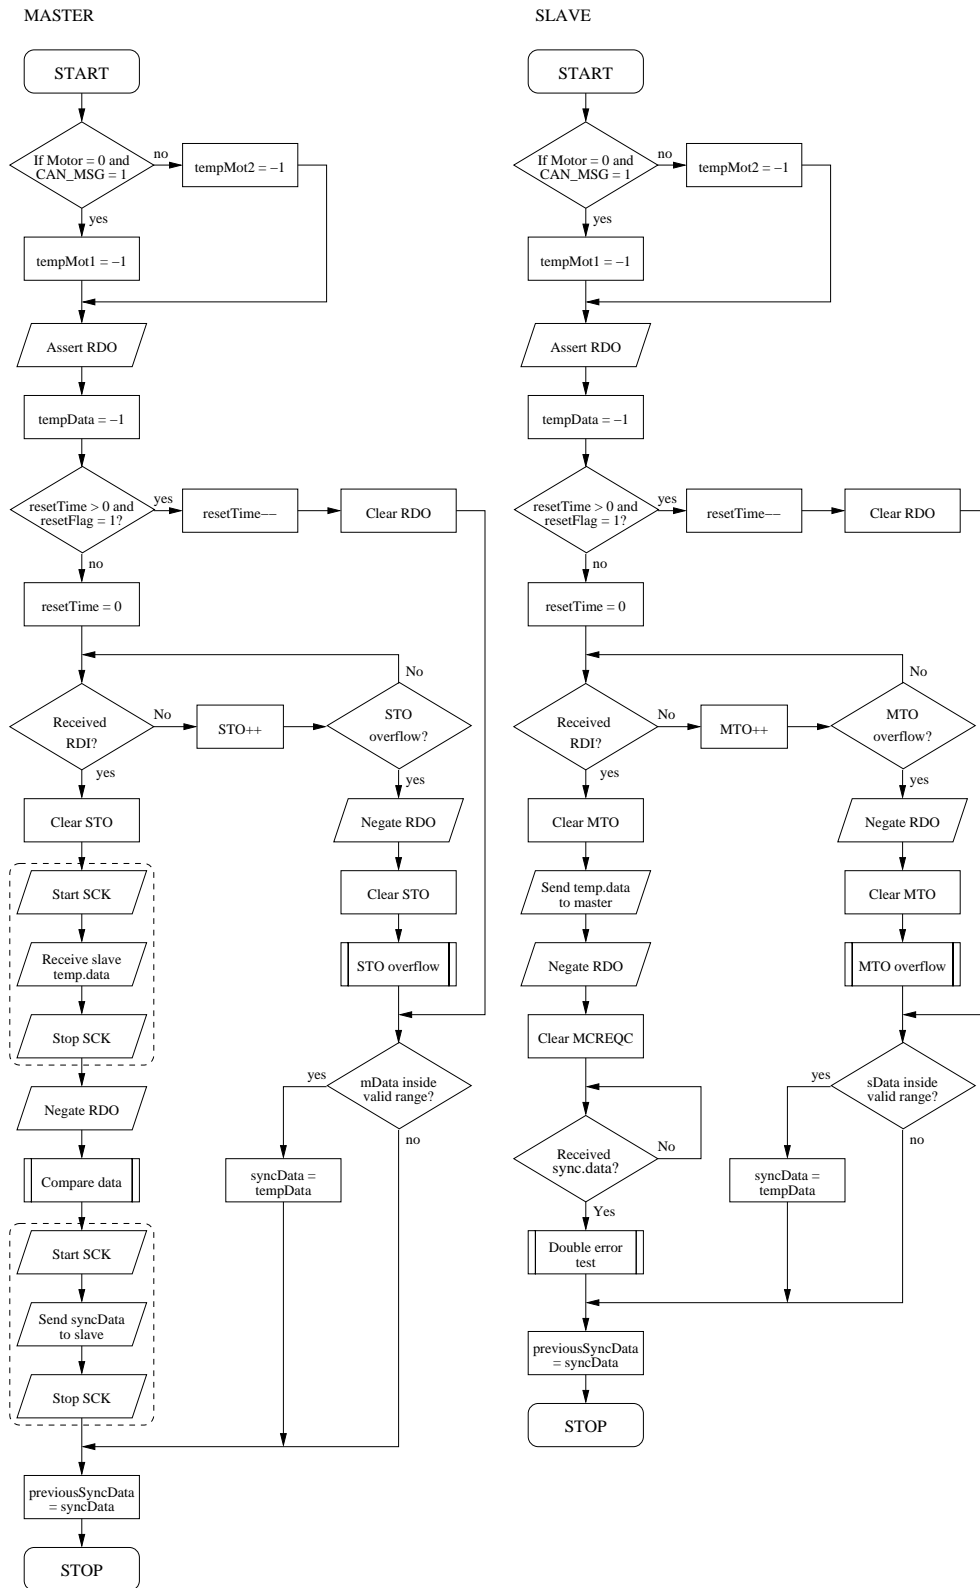 MASTER
START
If Motor = 0 and
CAN_MSG = 1
no
tempMot2 = −1
yes
tempMot1 = −1
Assert RDO
tempData = −1
resetTime > 0 and
resetFlag = 1?
yes
resetTime−−
Clear RDO
no
resetTime = 0
No
Received
RDI?
No
STO++
STO
overflow?
yes
yes
Clear STO
Negate RDO
Start SCK
Clear STO
Receive slave
temp.data
STO overflow
Stop SCK
mData inside
valid range?
yes
no
Negate RDO
Compare data
syncData =
tempData
Start SCK
Send syncData
to slave
Stop SCK
previousSyncData
= syncData
STOP
SLAVE
START
If Motor = 0 and
CAN_MSG = 1
no
tempMot2 = −1
yes
tempMot1 = −1
Assert RDO
tempData = −1
resetTime > 0 and
resetFlag = 1?
yes
resetTime−−
Clear RDO
no
resetTime = 0
No
Received
RDI?
No
MTO++
MTO
overflow?
yes
yes
Clear MTO
Negate RDO
Send temp.data
to master
Clear MTO
Negate RDO
MTO overflow
Clear MCREQC
sData inside
valid range?
yes
no
Received
sync.data?
No
syncData =
tempData
Yes
Double error
test
previousSyncData
= syncData
STOP